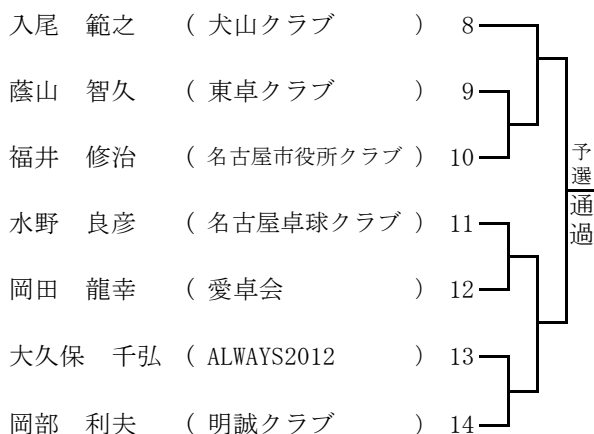 入尾　範之　（ 犬山クラブ　　　　） 8
蔭山　智久　（ 東卓クラブ　　　　） 9
福井　修治　（ 名古屋市役所クラブ ） 10
水野　良彦　（ 名古屋卓球クラブ ） 11
岡田　龍幸　（ 愛卓会　　　　　　） 12
大久保　千弘　（ ALWAYS2012　　　） 13
岡部　利夫　（ 明誠クラブ　　　　） 14
予選通過